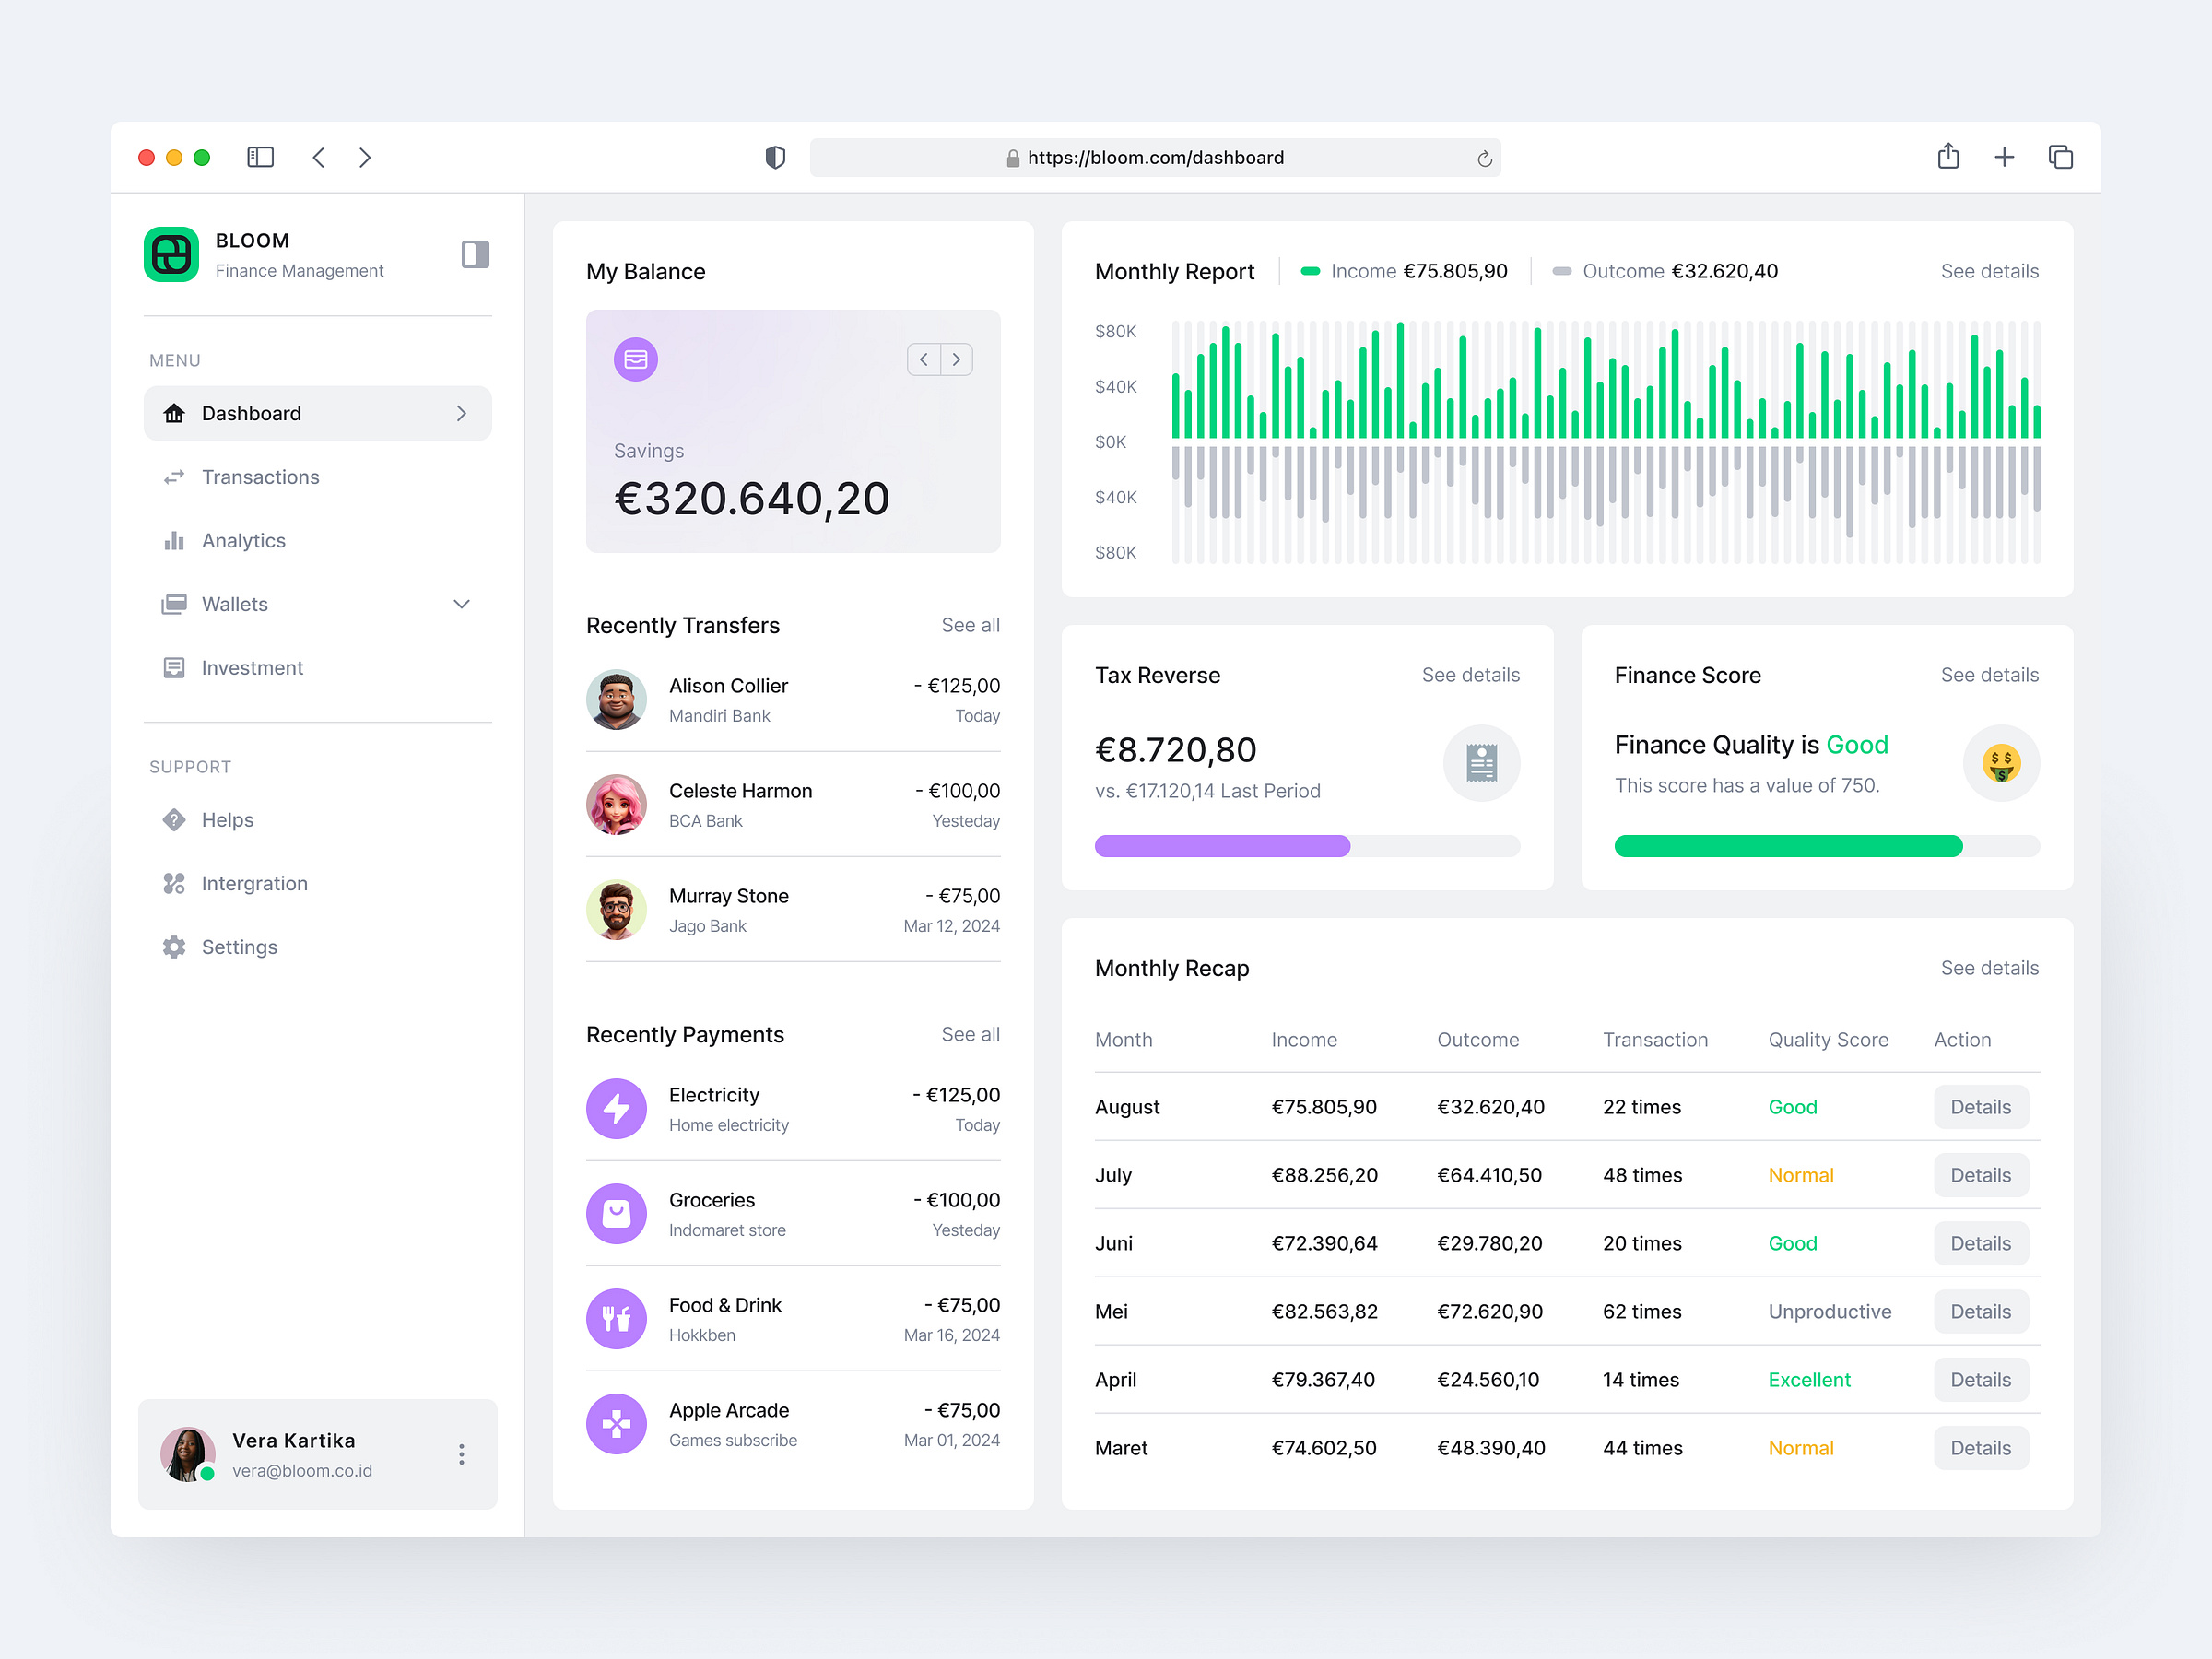 https://bloom.com/dashboard
BLOOM
Finance Management
MENU
Dashboard
Transactions
Analytics
Wallets
Investment
SUPPORT
Helps
Intergration
Settings
Vera Kartika
vera@bloom.co.id
My Balance
Savings
€320.640,20
Recently Transfers See all
Alison Collier - €125,00
Mandiri Bank Today
Celeste Harmon - €100,00
BCA Bank Yesteday
Murray Stone - €75,00
Jago Bank Mar 12, 2024
Recently Payments See all
Electricity - €125,00
Home electricity Today
Groceries - €100,00
Indomaret store Yesteday
Food & Drink - €75,00
Hokkben Mar 16, 2024
Apple Arcade - €75,00
Games subscribe Mar 01, 2024
Monthly Report Income €75.805,90 Outcome €32.620,40 See details
$80K
$40K
$0K
$40K
$80K
Tax Reverse See details
€8.720,80
vs. €17.120,14 Last Period
Finance Score See details
Finance Quality is Good
This score has a value of 750.
Monthly Recap See details
Month Income Outcome Transaction Quality Score Action
August €75.805,90 €32.620,40 22 times Good Details
July €88.256,20 €64.410,50 48 times Normal Details
Juni €72.390,64 €29.780,20 20 times Good Details
Mei €82.563,82 €72.620,90 62 times Unproductive Details
April €79.367,40 €24.560,10 14 times Excellent Details
Maret €74.602,50 €48.390,40 44 times Normal Details